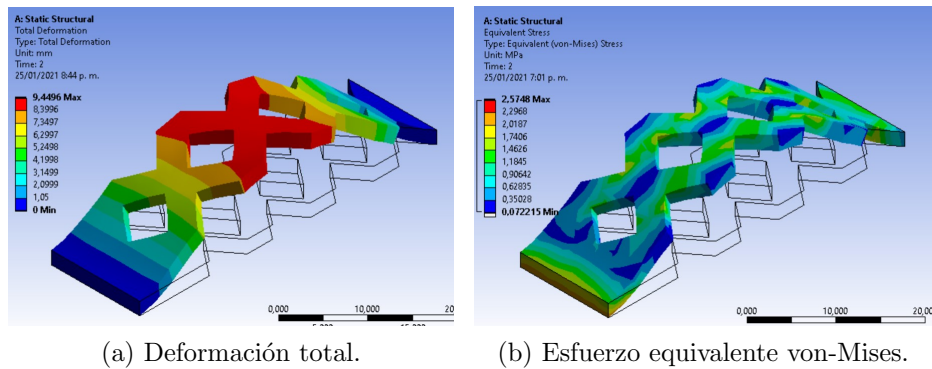 A: Static Structural
Total Deformation
Type: Total Deformation
Unit: mm
Time: 2
25/01/2021 8:44 p. m.
9,4496 Max
8,3996
7,3497
6,2997
5,2498
4,1998
3,1499
2,0999
1,05
0 Min
0,000
10,000
20
5,000
15,000
A: Static Structural
Equivalent Stress
Type: Equivalent (von-Mises) Stress
Unit: MPa
Time: 2
25/01/2021 7:01 p. m.
2,5748 Max
2,2968
2,0187
1,7406
1,4626
1,1845
0,90642
0,62835
0,35028
0,072215 Min
0,000
10,000
20,00
(a) Deformación total.
(b) Esfuerzo equivalente von-Mises.